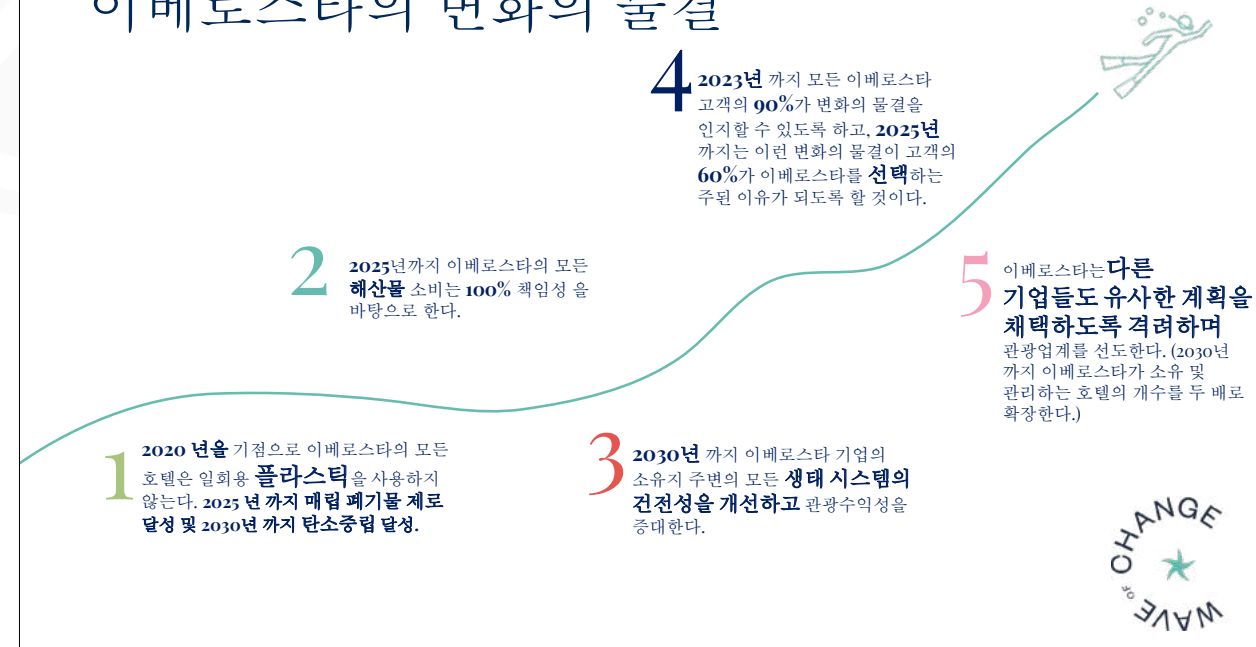 이베로스타의 변화의 물결
1
2020 년을 기점으로 이베로스타의 모든
호텔은 일회용 플라스틱을 사용하지
않는다. 2025 년 까지 매립 폐기물 제로
달성 및 2030년 까지 탄소중립 달성.
2
2025년까지 이베로스타의 모든
해산물 소비는 100% 책임성 을
바탕으로 한다.
3
2030년 까지 이베로스타 기업의
소유지 주변의 모든 생태 시스템의
건전성을 개선하고 관광수익성을
증대한다.
4
2023년 까지 모든 이베로스타
고객의 90%가 변화의 물결을
인지할 수 있도록 하고, 2025년
까지는 이런 변화의 물결이 고객의
60%가 이베로스타를 선택하는
주된 이유가 되도록 할 것이다.
5
이베로스타는다른
기업들도 유사한 계획을
채택하도록 격려하며
관광업계를 선도한다. (2030년
까지 이베로스타가 소유 및
관리하는 호텔의 개수를 두 배로
확장한다.)
WAVE OF CHANGE